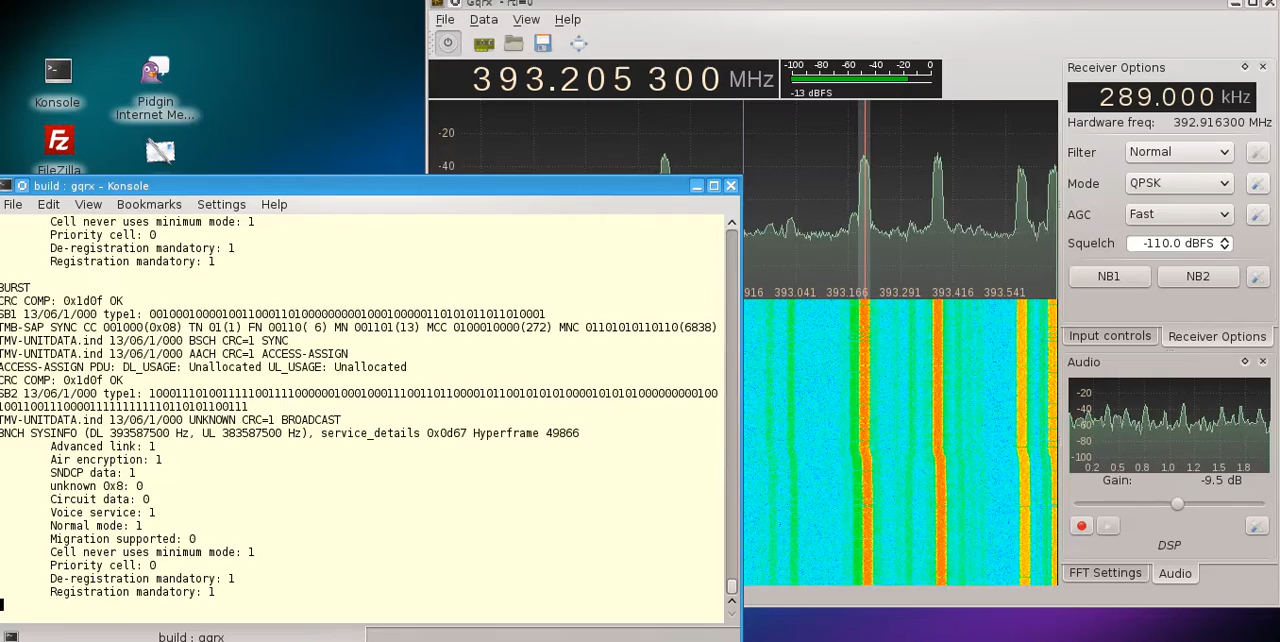 Gqrx - rtl=0
File Data View Help
393.205 300 MHz
-100 -80 -60 -40 -20 0
-13 dBFS
-20
-40
916 393.041 393.166 393.291 393.416 393.541
Receiver Options
289.000 kHz
Hardware freq: 392.916300 MHz
Filter Normal
Mode QPSK
AGC Fast
Squelch -110.0 dBFS
NB1 NB2
Input controls Receiver Options
Audio
-20
-40
-60
-80
-100
0.2 0.5 0.8 1.0 1.2 1.5 1.8
Gain: -9.5 dB
DSP
FFT Settings Audio
Konsole
Pidgin
Internet Me...
FileZilla
build : gqrx – Konsole
File Edit View Bookmarks Settings Help
Cell never uses minimum mode: 1
Priority cell: 0
De-registration mandatory: 1
Registration mandatory: 1
BURST
CRC COMP: 0x1d0f OK
SB1 13/06/1/000 type1: 001000100001001100011010000000010001000001101010110100​01
TMB-SAP SYNC CC 001000(0x08) TN 01(1) FN 00110( 6) MN 001101(13) MCC 0100010000(272) MNC 01101010110110(6838)
TMV-UNITDATA.ind 13/06/1/000 BSCH CRC=1 SYNC
TMV-UNITDATA.ind 13/06/1/000 AACH CRC=1 ACCESS-ASSIGN
ACCESS-ASSIGN PDU: DL_USAGE: Unallocated UL_USAGE: Unallocated
CRC COMP: 0x1d0f OK
SB2 13/06/1/000 type1:
TMV-UNITDATA.ind 13/06/1/000 UNKNOWN CRC=1 BROADCAST
BNCH SYSINFO (DL 393587500 Hz, UL 383587500 Hz), service_details 0x0d67 Hyperframe 49866
Advanced link: 1
Air encryption: 1
SNDCP data: 1
unknown 0x8: 0
Circuit data: 0
Voice service: 1
Normal mode: 1
Migration supported: 0
Cell never uses minimum mode: 1
Priority cell: 0
De-registration mandatory: 1
Registration mandatory: 1
build : gqrx